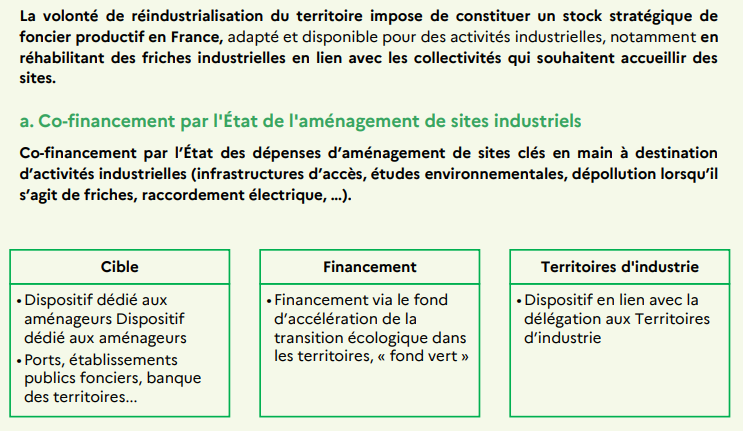 La volonté de réindustrialisation du territoire impose de constituer un stock stratégique de
foncier productif en France, adapté et disponible pour des activités industrielles, notamment en
réhabilitant des friches industrielles en lien avec les collectivités qui souhaitent accueillir des
sites.
a. Co-financement par l'État de l'aménagement de sites industriels
Co-financement par l’État des dépenses d’aménagement de sites clés en main à destination
d’activités industrielles (infrastructures d’accès, études environnementales, dépollution lorsqu’il
s’agit de friches, raccordement électrique, …).
Cible
• Dispositif dédié aux
aménageurs Dispositif
dédié aux aménageurs
• Ports, établissements
publics fonciers, banque
des territoires...
Financement
• Financement via le fond
d’accélération de la
transition écologique dans
les territoires, « fond vert »
Territoires d'industrie
• Dispositif en lien avec la
délégation aux Territoires
d’industrie